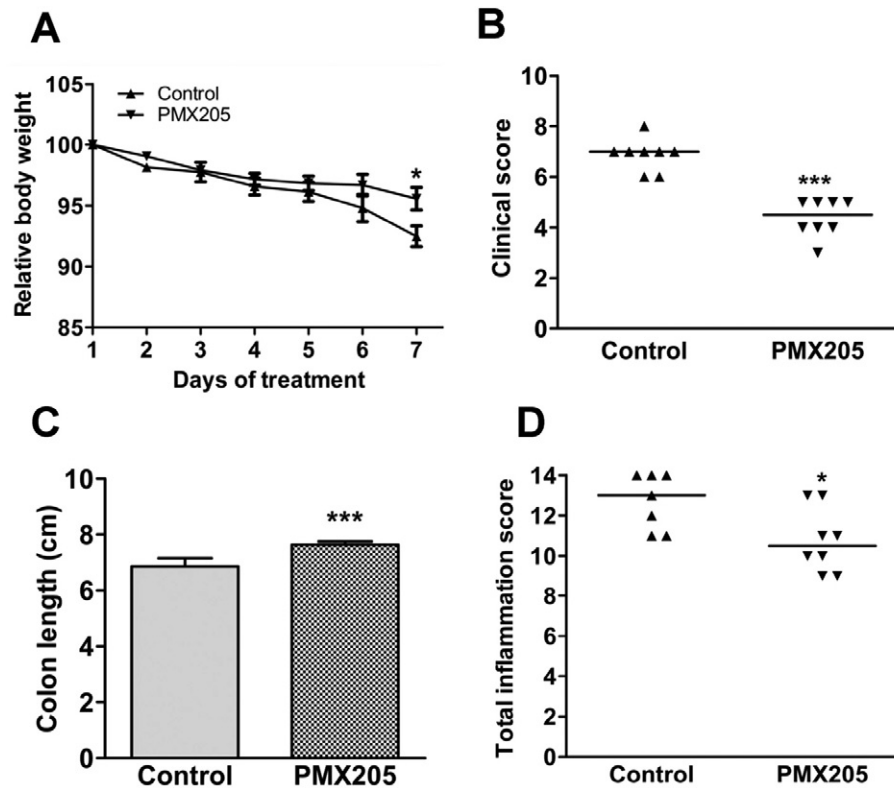 A
105
100
95
90
85
Relative body weight
Control
PMX205
*
1 2 3 4 5 6 7
Days of treatment
B
10
8
6
4
2
0
Clinical score
***
Control PMX205
C
10
8
6
4
2
0
Colon length (cm)
***
Control PMX205
D
14
12
10
8
6
4
2
0
Total inflammation score
*
Control PMX205